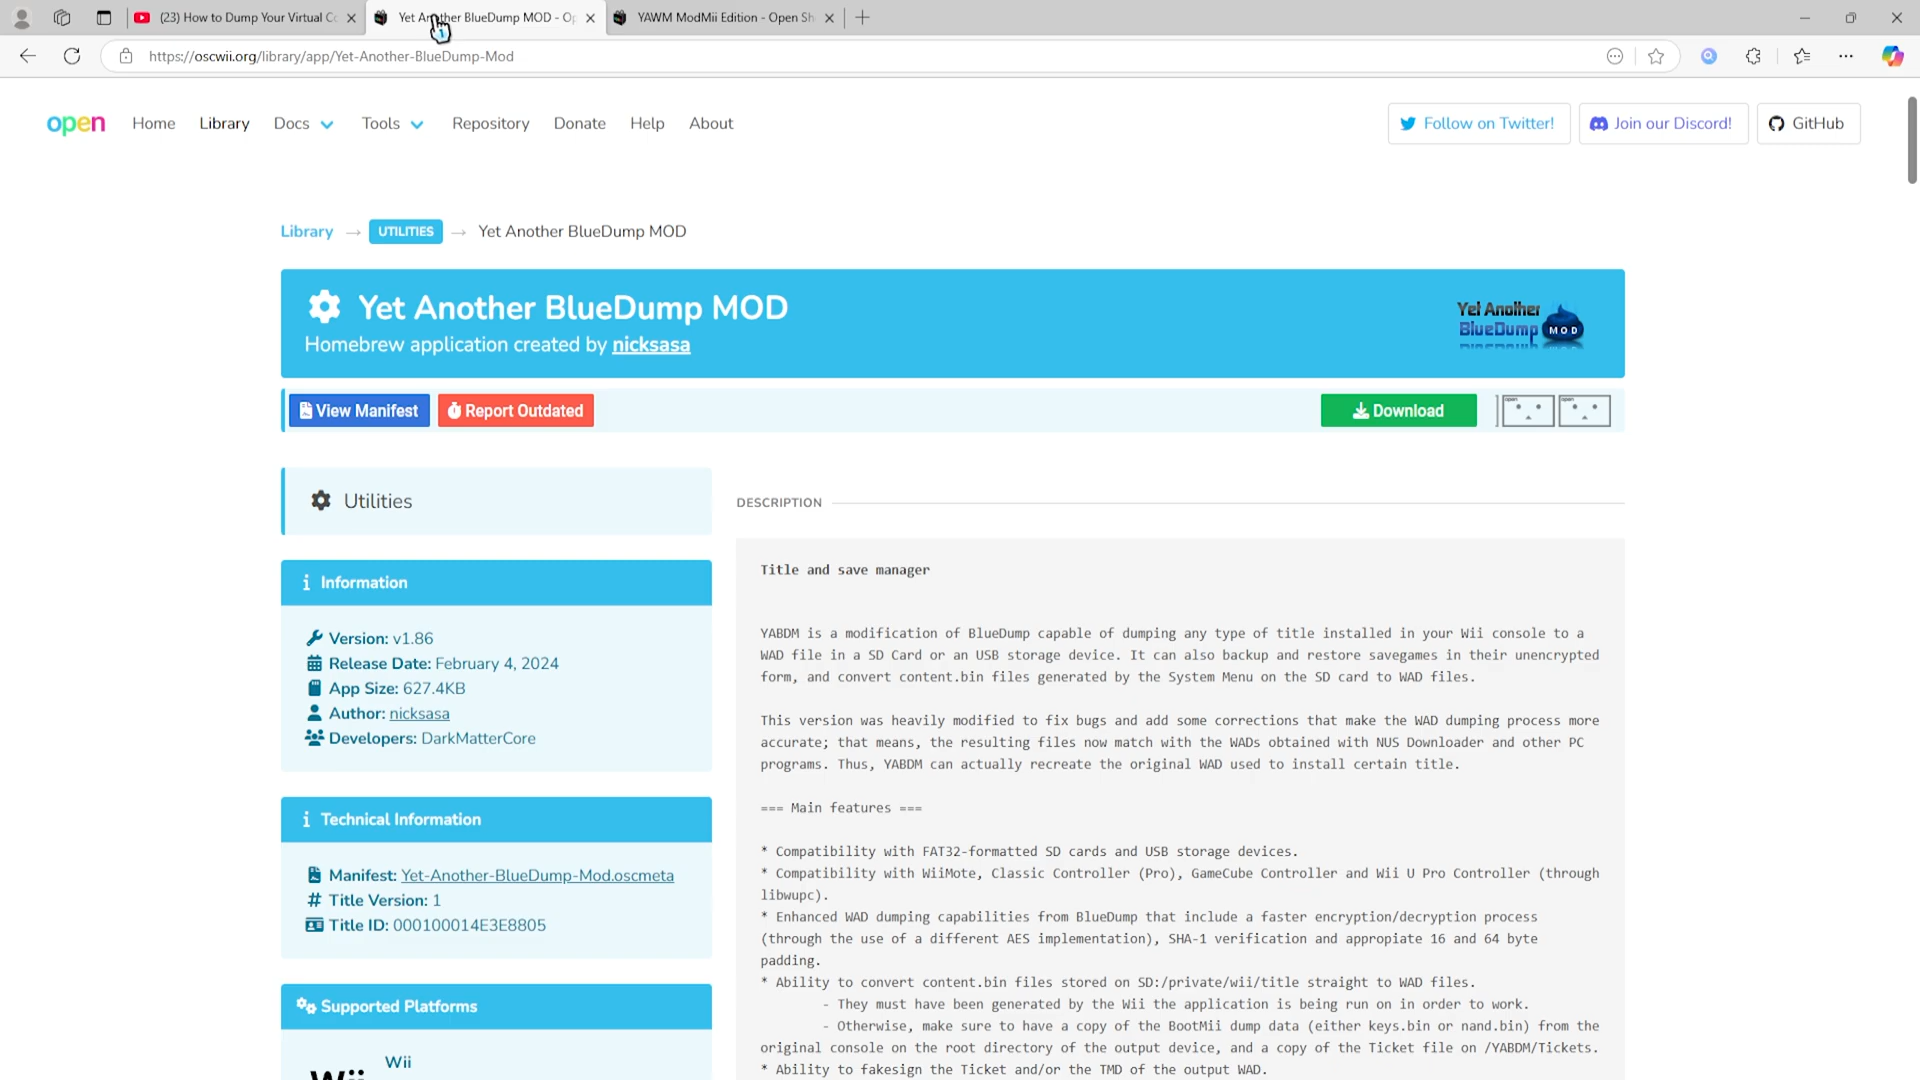 (23) How to Dump Your Virtual Co
Yet Another BlueDump MOD - Op
YAWM ModMii Edition - Open Sh
https://oscwii.org/library/app/Yet-Another-BlueDump-Mod
open
Home
Library
Docs
Tools
Repository
Donate
Help
About
Follow on Twitter!
Join our Discord!
GitHub
Library → UTILITIES → Yet Another BlueDump MOD
Yet Another BlueDump MOD
Homebrew application created by nicksasa
Yet Another
BlueDump MOD
View Manifest
Report Outdated
Download
Utilities
Information
Version: v1.86
Release Date: February 4, 2024
App Size: 627.4KB
Author: nicksasa
Developers: DarkMatterCore
Technical Information
Manifest: Yet-Another-BlueDump-Mod.oscmeta
# Title Version: 1
Title ID: 000100014E3E8805
Supported Platforms
Wii
Wii
DESCRIPTION
Title and save manager
YABDM is a modification of BlueDump capable of dumping any type of title installed in your Wii console to a
WAD file in a SD Card or an USB storage device. It can also backup and restore savegames in their unencrypted
form, and convert content.bin files generated by the System Menu on the SD card to WAD files.
This version was heavily modified to fix bugs and add some corrections that make the WAD dumping process more
accurate; that means, the resulting files now match with the WADs obtained with NUS Downloader and other PC
programs. Thus, YABDM can actually recreate the original WAD used to install certain title.
=== Main features ===
* Compatibility with FAT32-formatted SD cards and USB storage devices.
* Compatibility with WiiMote, Classic Controller (Pro), GameCube Controller and Wii U Pro Controller (through
libwupc).
* Enhanced WAD dumping capabilities from BlueDump that include a faster encryption/decryption process
(through the use of a different AES implementation), SHA-1 verification and appropiate 16 and 64 byte
padding.
* Ability to convert content.bin files stored on SD:/private/wii/title straight to WAD files.
- They must have been generated by the Wii the application is being run on in order to work.
- Otherwise, make sure to have a copy of the BootMii dump data (either keys.bin or nand.bin) from the
original console on the root directory of the output device, and a copy of the Ticket file on /YABDM/Tickets.
* Ability to fakesign the Ticket and/or the TMD of the output WAD.